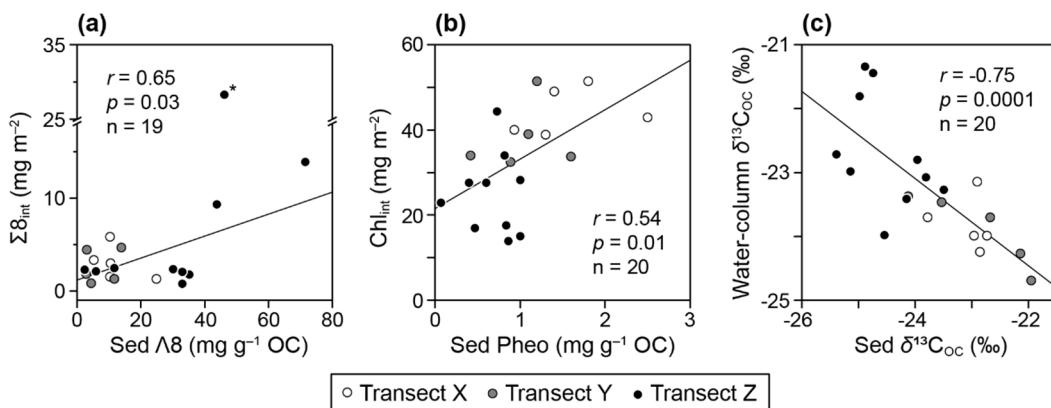 (a)
35
25
10
0
Σ8int (mg m⁻²)
r = 0.65
p = 0.03
n = 19
*
0 20 40 60 80
Sed Λ8 (mg g⁻¹ OC)
(b)
60
40
20
0
Chlint (mg m⁻²)
r = 0.54
p = 0.01
n = 20
0 1 2 3
Sed Pheo (mg g⁻¹ OC)
(c)
-21
-23
-25
Water-column δ¹³COC (‰)
r = -0.75
p = 0.0001
n = 20
-26 -24 -22
Sed δ¹³COC (‰)
Transect X Transect Y Transect Z